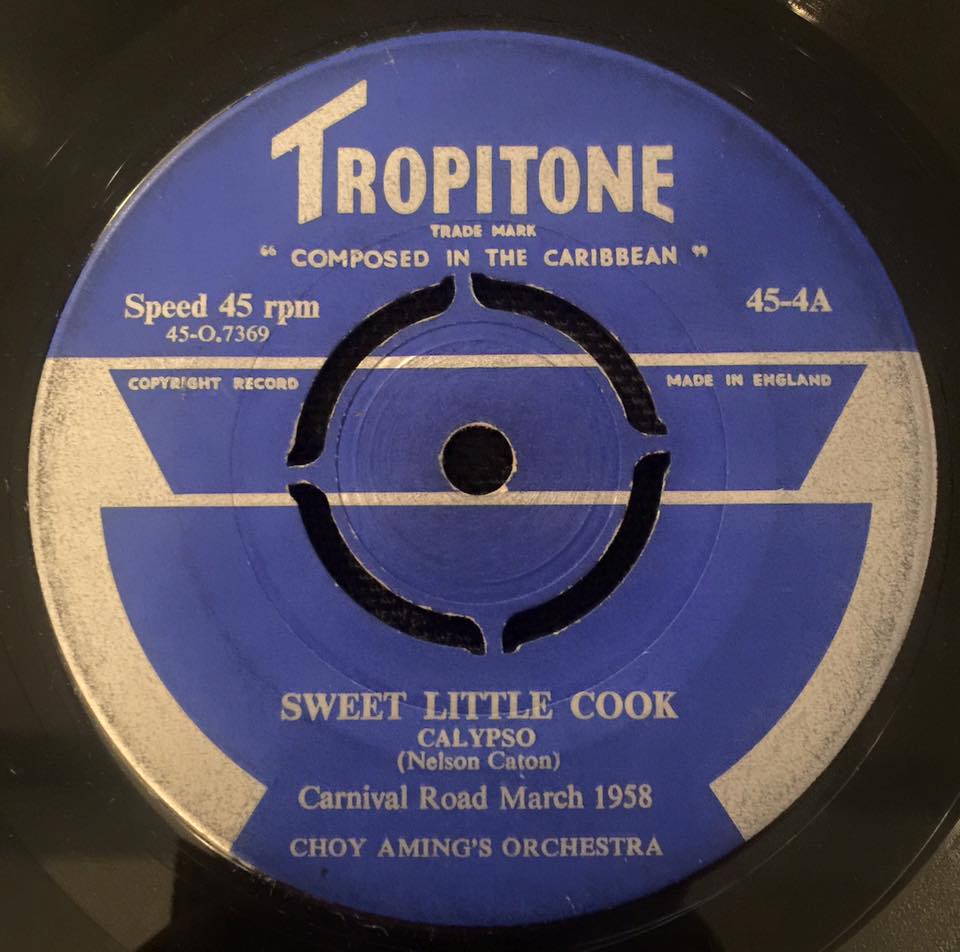 TROPITONE
TRADE MARK
“ COMPOSED IN THE CARIBBEAN ”
Speed 45 rpm
45-O.7369
45-4A
COPYRIGHT RECORD
MADE IN ENGLAND
SWEET LITTLE COOK
CALYPSO
(Nelson Caton)
Carnival Road March 1958
CHOY AMING'S ORCHESTRA